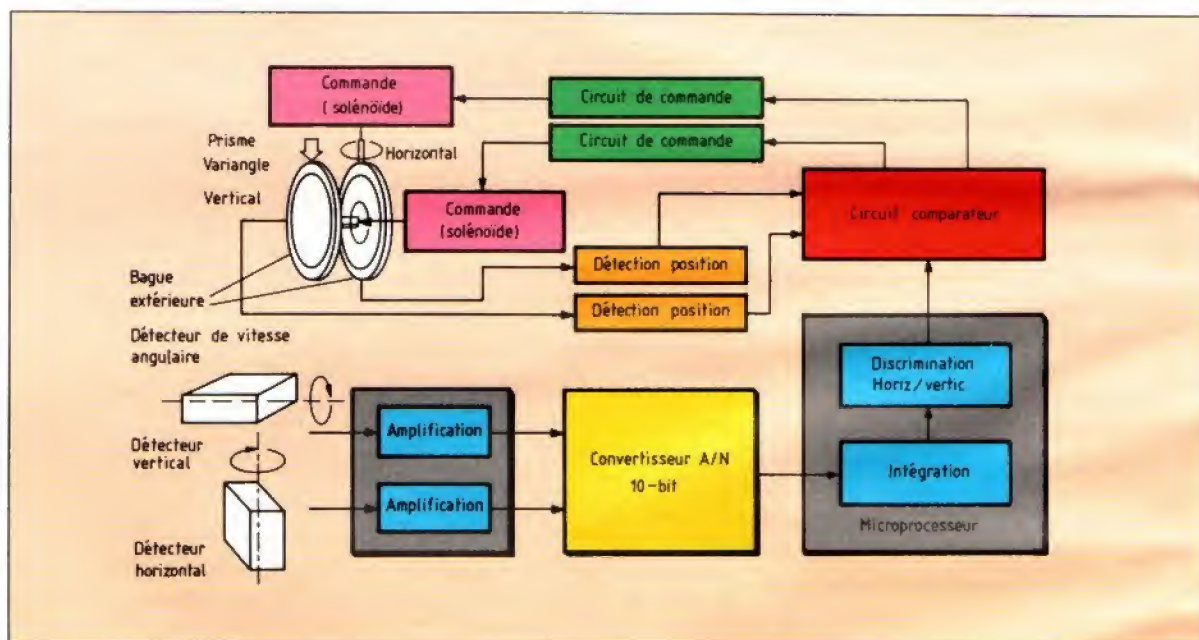 Commande
( solénoïde)
Circuit de commande
Circuit de commande
Prisme
Variangle
Horizontal
Vertical
Commande
(solénoïde)
Circuit comparateur
Détection position
Détection position
Bague
extérieure
Détecteur de vitesse
angulaire
Discrimination
Horiz/vertic
Amplification
Détecteur
vertical
Convertisseur A/N
10-bit
Intégration
Amplification
Microprocesseur
Détecteur
horizontal